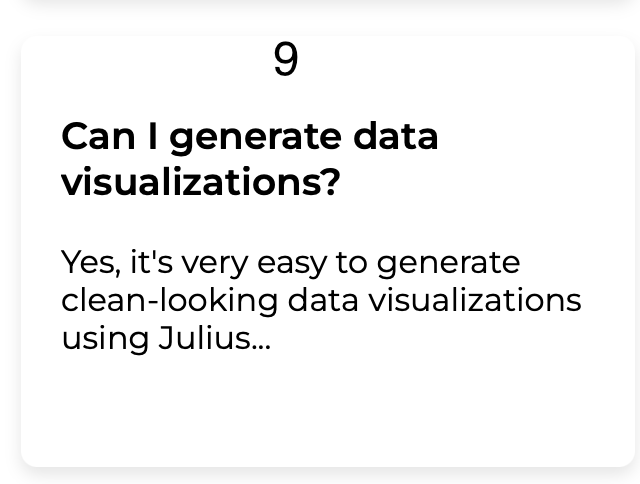 9
Can I generate data
visualizations?
Yes, it's very easy to generate
clean-looking data visualizations
using Julius...